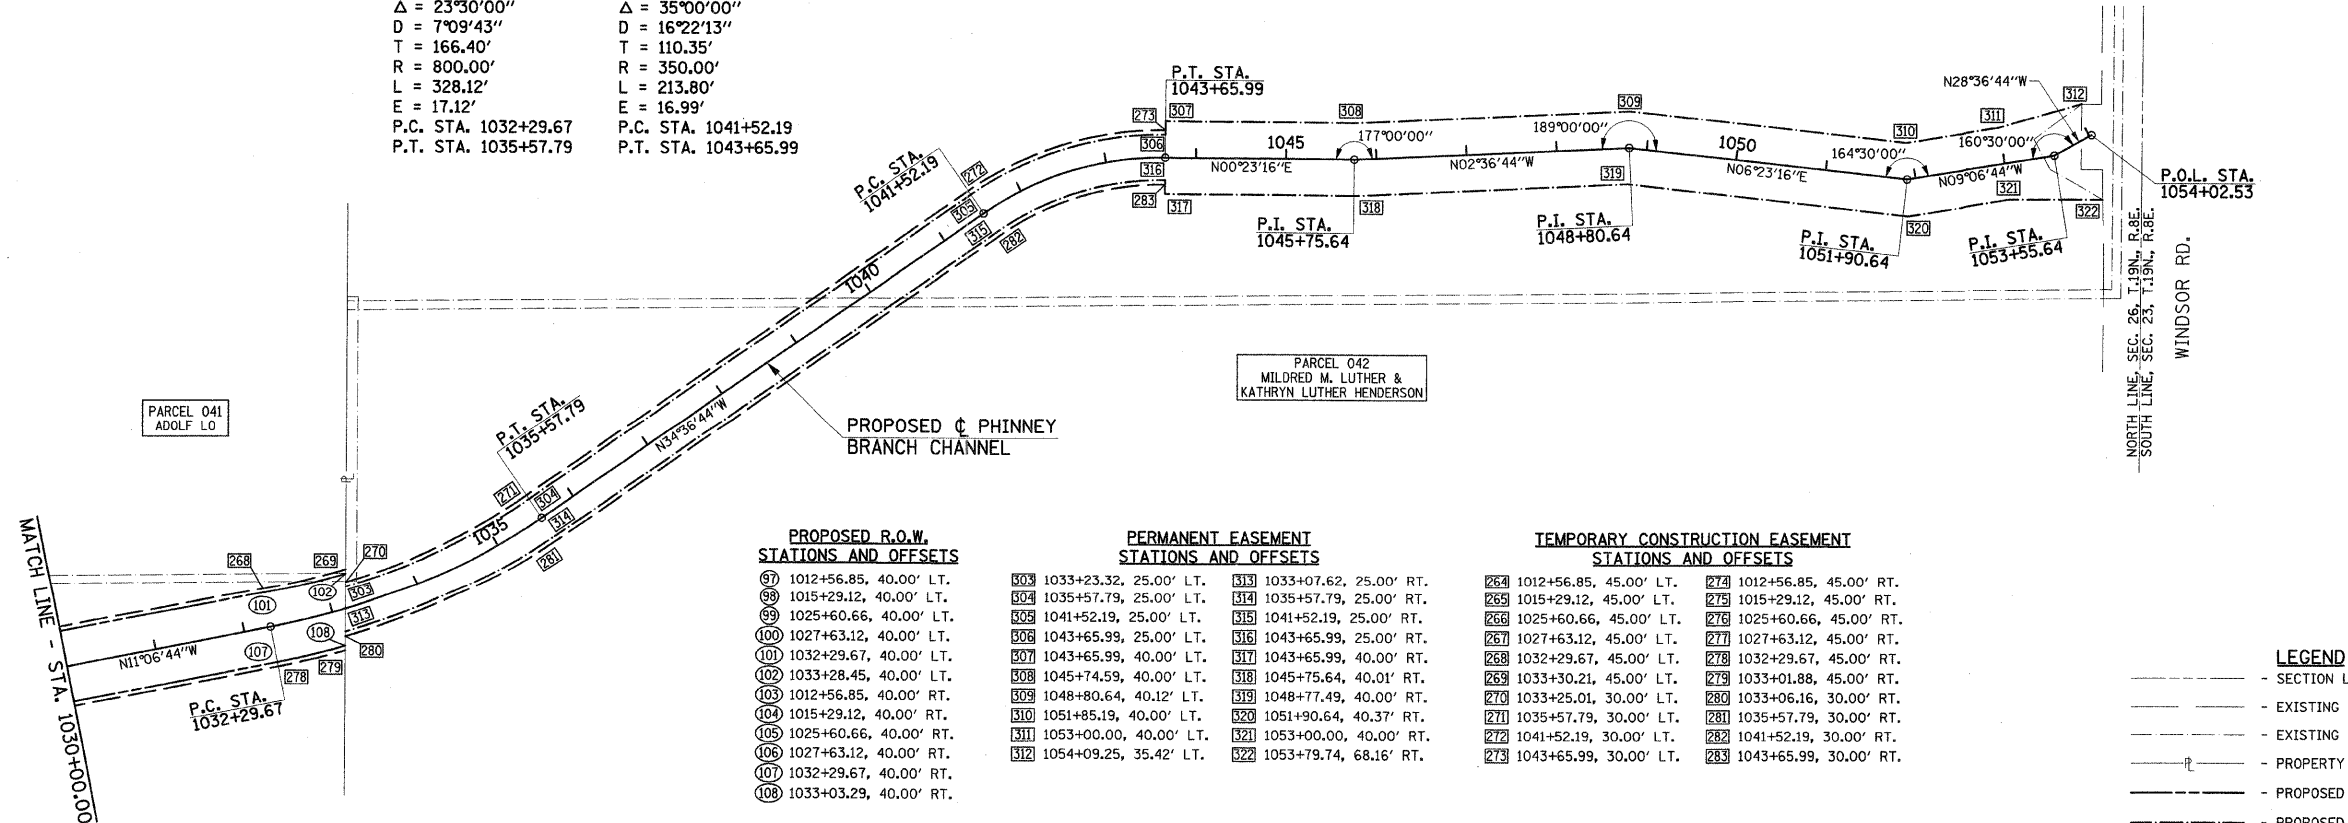 Δ = 23°30'00"
D = 7°09'43"
T = 166.40'
R = 800.00'
L = 328.12'
E = 17.12'
P.C. STA. 1032+29.67
P.T. STA. 1035+57.79
Δ = 35°00'00"
D = 16°22'13"
T = 110.35'
R = 350.00'
L = 213.80'
E = 16.99'
P.C. STA. 1041+52.19
P.T. STA. 1043+65.99
P.T. STA.
1043+65.99
273
307
308
309
310
311
312
N28°36'44"W
306
1045
177°00'00"
189°00'00"
1050
164°30'00"
160°30'00"
316
N00°23'16"E
N02°36'44"W
319
N06°23'16"E
N09°06'44"W
321
283
317
318
320
322
P.O.L. STA.
1054+02.53
P.I. STA.
1045+75.64
P.I. STA.
1048+80.64
P.I. STA.
1051+90.64
P.I. STA.
1053+55.64
P.C. STA.
1041+52.19
272
305
315
282
1040
NORTH LINE, SEC. 26, T.19N., R.8E.
SOUTH LINE, SEC. 23, T.19N., R.8E.
WINDSOR RD.
PARCEL 041
ADOLF LO
PARCEL 042
MILDRED M. LUTHER &
KATHRYN LUTHER HENDERSON
P.T. STA.
1035+57.79
N34°36'44"W
PROPOSED ℄ PHINNEY
BRANCH CHANNEL
271
304
314
1035
281
MATCH LINE - STA. 1030+00.00
268
269
270
101
102
303
313
108
107
280
279
278
N11°06'44"W
P.C. STA.
1032+29.67
PROPOSED R.O.W.
STATIONS AND OFFSETS
97 1012+56.85, 40.00' LT.
98 1015+29.12, 40.00' LT.
99 1025+60.66, 40.00' LT.
100 1027+63.12, 40.00' LT.
101 1032+29.67, 40.00' LT.
102 1033+28.45, 40.00' LT.
103 1012+56.85, 40.00' RT.
104 1015+29.12, 40.00' RT.
105 1025+60.66, 40.00' RT.
106 1027+63.12, 40.00' RT.
107 1032+29.67, 40.00' RT.
108 1033+03.29, 40.00' RT.
PERMANENT EASEMENT
STATIONS AND OFFSETS
303 1033+23.32, 25.00' LT.
304 1035+57.79, 25.00' LT.
305 1041+52.19, 25.00' LT.
306 1043+65.99, 25.00' LT.
307 1043+65.99, 40.00' LT.
308 1045+74.59, 40.00' LT.
309 1048+80.64, 40.12' LT.
310 1051+85.19, 40.00' LT.
311 1053+00.00, 40.00' LT.
312 1054+09.25, 35.42' LT.
313 1033+07.62, 25.00' RT.
314 1035+57.79, 25.00' RT.
315 1041+52.19, 25.00' RT.
316 1043+65.99, 25.00' RT.
317 1043+65.99, 40.00' RT.
318 1045+75.64, 40.01' RT.
319 1048+77.49, 40.00' RT.
320 1051+90.64, 40.37' RT.
321 1053+00.00, 40.00' RT.
322 1053+79.74, 68.16' RT.
TEMPORARY CONSTRUCTION EASEMENT
STATIONS AND OFFSETS
264 1012+56.85, 45.00' LT.
265 1015+29.12, 45.00' LT.
266 1025+60.66, 45.00' LT.
267 1027+63.12, 45.00' LT.
268 1032+29.67, 45.00' LT.
269 1033+30.21, 45.00' LT.
270 1033+25.01, 30.00' LT.
271 1035+57.79, 30.00' LT.
272 1041+52.19, 30.00' LT.
273 1043+65.99, 30.00' LT.
274 1012+56.85, 45.00' RT.
275 1015+29.12, 45.00' RT.
276 1025+60.66, 45.00' RT.
277 1027+63.12, 45.00' RT.
278 1032+29.67, 45.00' RT.
279 1033+01.88, 45.00' RT.
280 1033+06.16, 30.00' RT.
281 1035+57.79, 30.00' RT.
282 1041+52.19, 30.00' RT.
283 1043+65.99, 30.00' RT.
LEGEND
- SECTION L
- EXISTING
- EXISTING
- PROPERTY
- PROPOSED